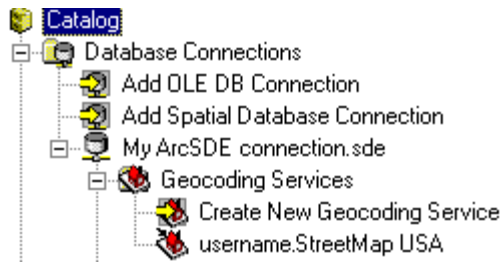 Catalog
Database Connections
Add OLE DB Connection
Add Spatial Database Connection
My ArcSDE connection.sde
Geocoding Services
Create New Geocoding Service
username.StreetMap USA